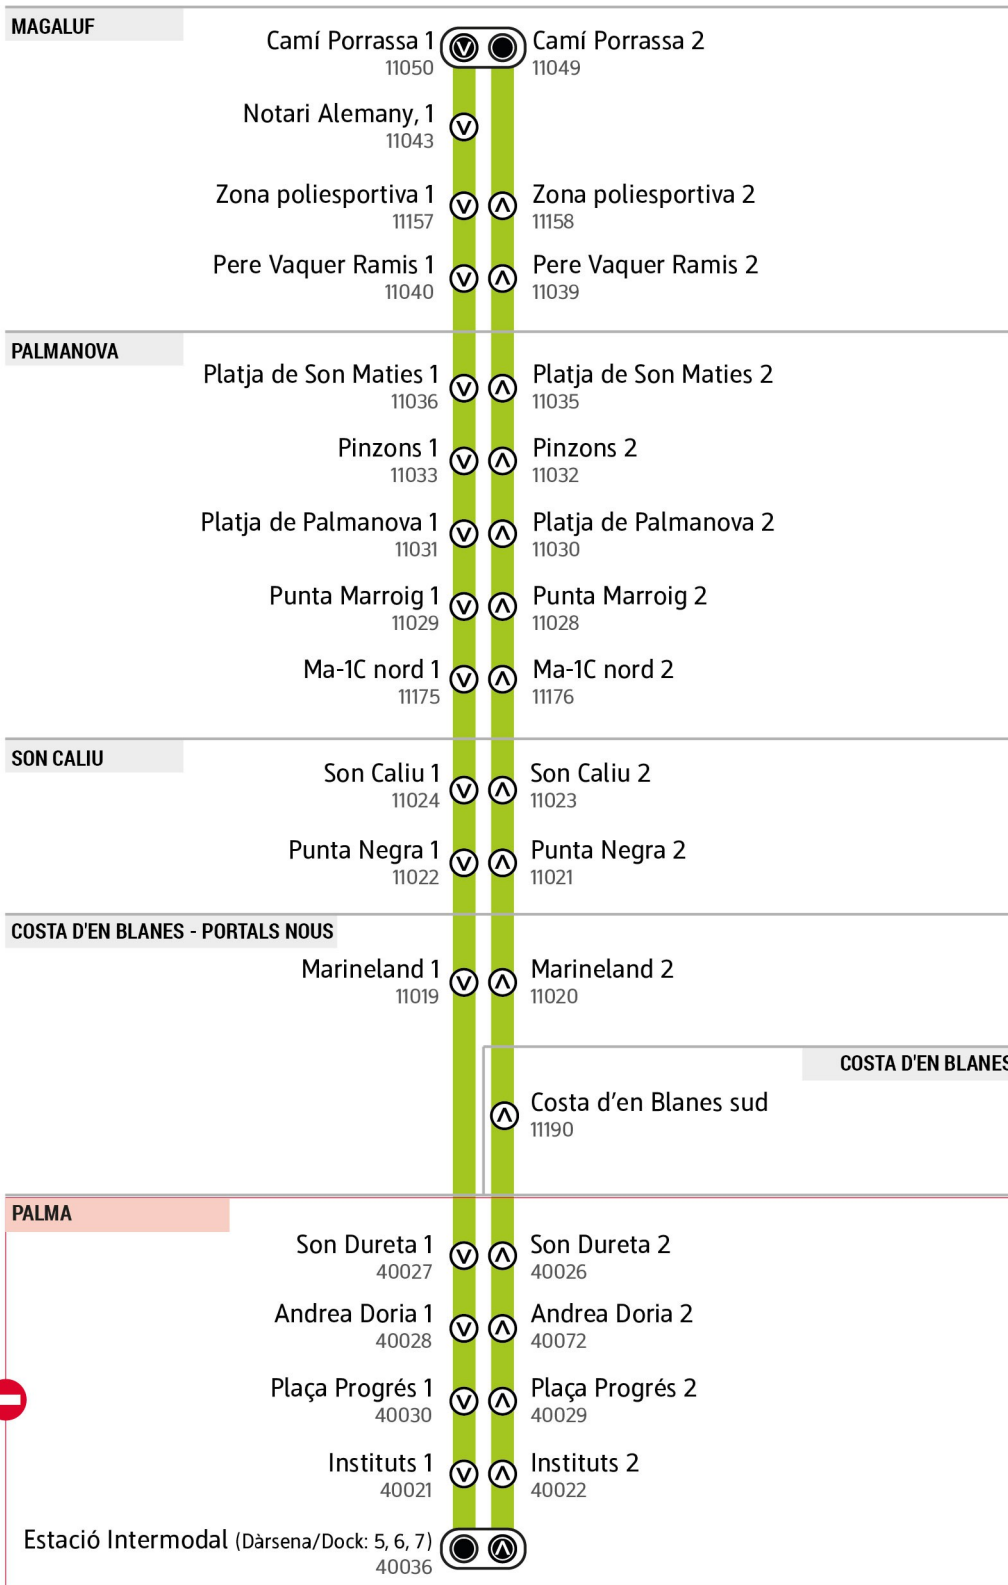 MAGALUF
Camí Porrassa 1
11050
Camí Porrassa 2
11049
Notari Alemany, 1
11043
Zona poliesportiva 1
11157
Zona poliesportiva 2
11158
Pere Vaquer Ramis 1
11040
Pere Vaquer Ramis 2
11039
PALMANOVA
Platja de Son Maties 1
11036
Platja de Son Maties 2
11035
Pinzons 1
11033
Pinzons 2
11032
Platja de Palmanova 1
11031
Platja de Palmanova 2
11030
Punta Marroig 1
11029
Punta Marroig 2
11028
Ma-1C nord 1
11175
Ma-1C nord 2
11176
SON CALIU
Son Caliu 1
11024
Son Caliu 2
11023
Punta Negra 1
11022
Punta Negra 2
11021
COSTA D'EN BLANES - PORTALS NOUS
Marineland 1
11019
Marineland 2
11020
COSTA D'EN BLANES
Costa d’en Blanes sud
11190
PALMA
Son Dureta 1
40027
Son Dureta 2
40026
Andrea Doria 1
40028
Andrea Doria 2
40072
Plaça Progrés 1
40030
Plaça Progrés 2
40029
Instituts 1
40021
Instituts 2
40022
Estació Intermodal (Dàrsena/Dock: 5, 6, 7)
40036